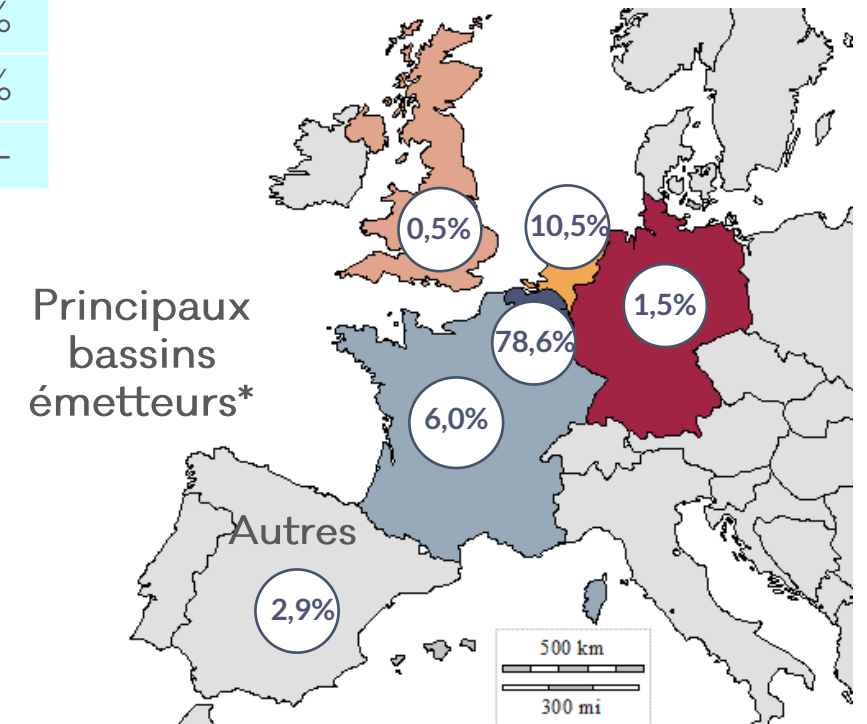 %
%
–
0,5%
10,5%
1,5%
Principaux
bassins
émetteurs*
78,6%
6,0%
Autres
2,9%
500 km
300 mi